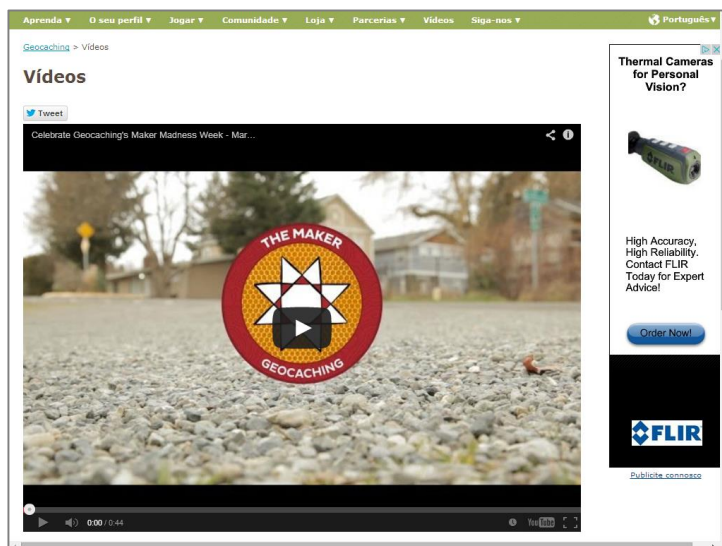 Aprenda ▼ O seu perfil ▼ Jogar ▼ Comunidade ▼ Loja ▼ Parcerias ▼ Vídeos Siga-nos ▼ Português ▼
Geocaching > Vídeos
Vídeos
Tweet
Celebrate Geocaching's Maker Madness Week - Mar...
THE MAKER
GEOCACHING
0:00 / 0:44
YouTube
Thermal Cameras
for Personal
Vision?
FLIR
High Accuracy,
High Reliability.
Contact FLIR
Today for Expert
Advice!
Order Now!
FLIR
Publicite connosco